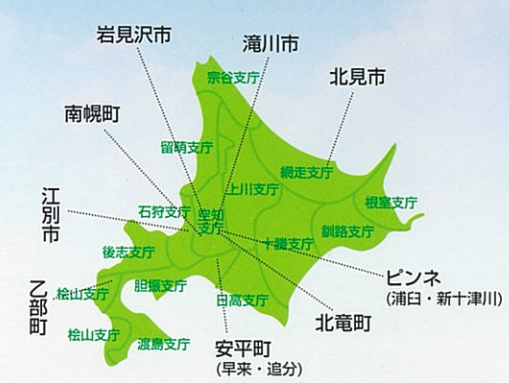 岩見沢市
滝川市
北見市
宗谷支庁
南幌町
留萌支庁
網走支庁
上川支庁
江別市
石狩支庁
空知
支庁
根室支庁
釧路支庁
十勝支庁
後志支庁
ピンネ
(浦臼・新十津川)
乙部町
桧山支庁
胆振支庁
日高支庁
北竜町
桧山支庁
渡島支庁
安平町
(早来・追分)